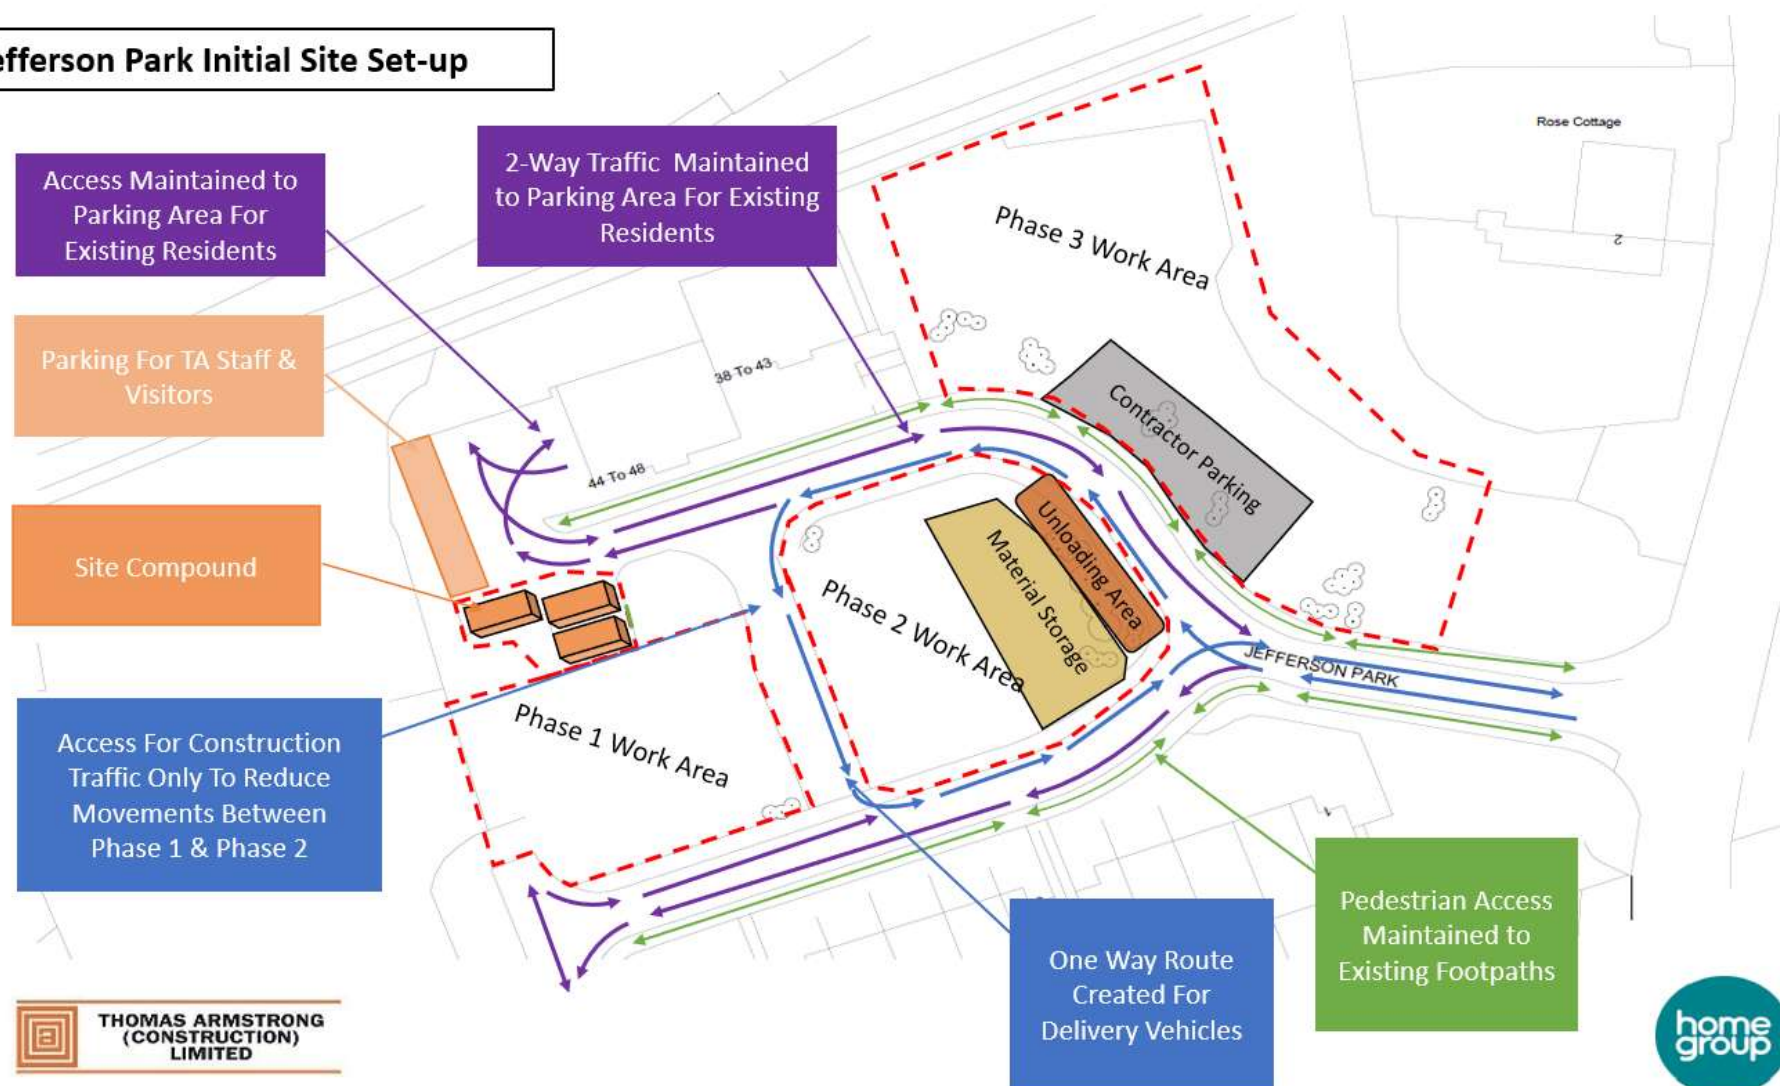 efferson Park Initial Site Set-up
Access Maintained to
Parking Area For
Existing Residents
2-Way Traffic Maintained
to Parking Area For Existing
Residents
Rose Cottage
2
Phase 3 Work Area
Parking For TA Staff &
Visitors
38 To 43
44 To 48
Contractor Parking
Site Compound
Unloading Area
Material Storage
Phase 2 Work Area
JEFFERSON PARK
Phase 1 Work Area
Access For Construction
Traffic Only To Reduce
Movements Between
Phase 1 & Phase 2
1
One Way Route
Created For
Delivery Vehicles
Pedestrian Access
Maintained to
Existing Footpaths
a
THOMAS ARMSTRONG
(CONSTRUCTION)
LIMITED
home
group